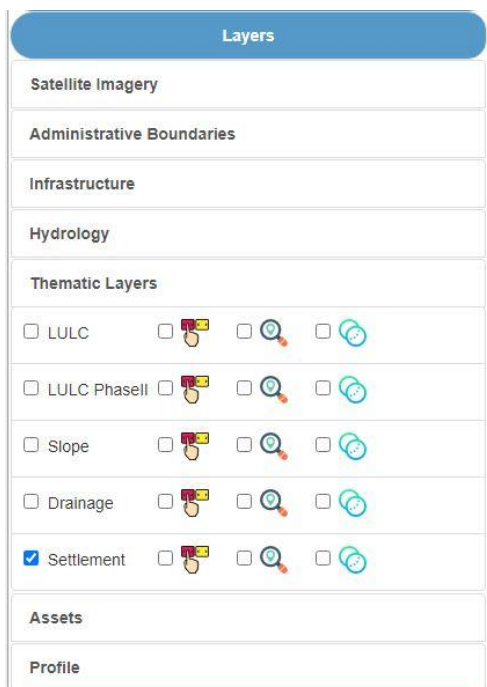 Layers
Satellite Imagery
Administrative Boundaries
Infrastructure
Hydrology
Thematic Layers
LULC
LULC PhaseII
Slope
Drainage
Settlement
Assets
Profile